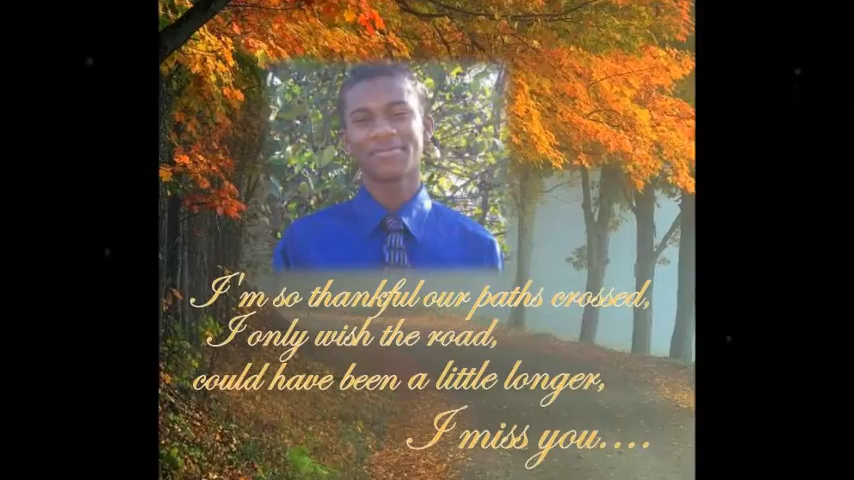 I'm so thankful our paths crossed,
I only wish the road,
could have been a little longer,
I miss you....